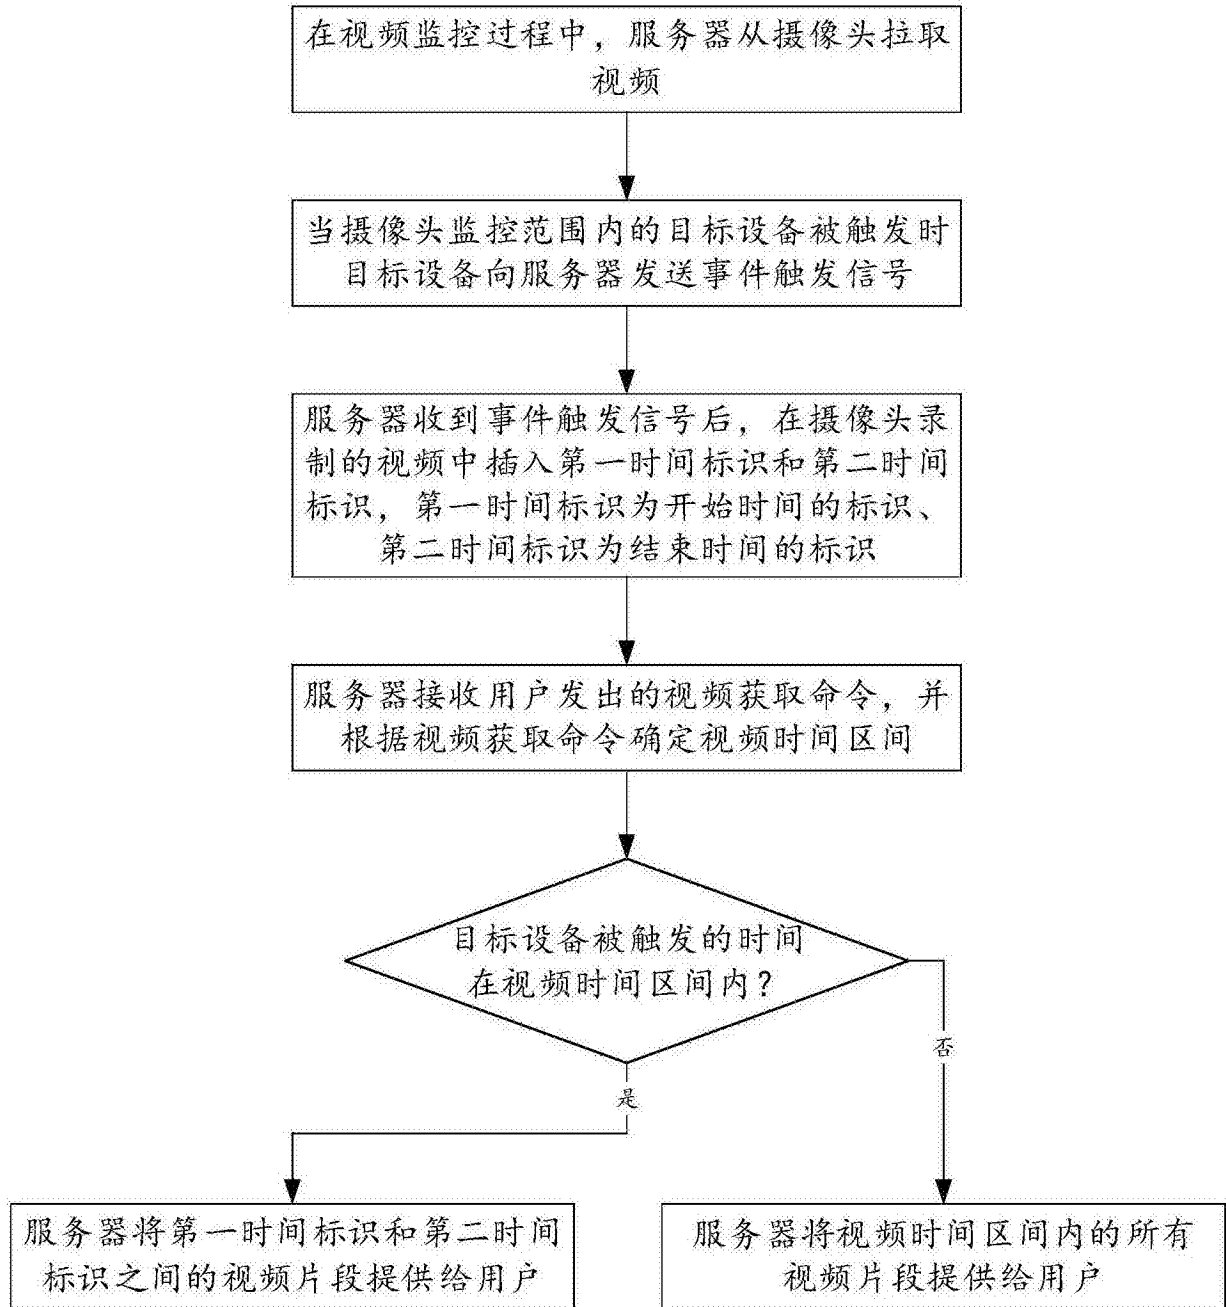 在视频监控过程中，服务器从摄像头拉取
视频
当摄像头监控范围内的目标设备被触发时
目标设备向服务器发送事件触发信号
服务器收到事件触发信号后，在摄像头录
制的视频中插入第一时间标识和第二时间
标识，第一时间标识为开始时间的标识、
第二时间标识为结束时间的标识
服务器接收用户发出的视频获取命令，并
根据视频获取命令确定视频时间区间
目标设备被触发的时间
在视频时间区间内？
否
是
服务器将第一时间标识和第二时间
标识之间的视频片段提供给用户
服务器将视频时间区间内的所有
视频片段提供给用户